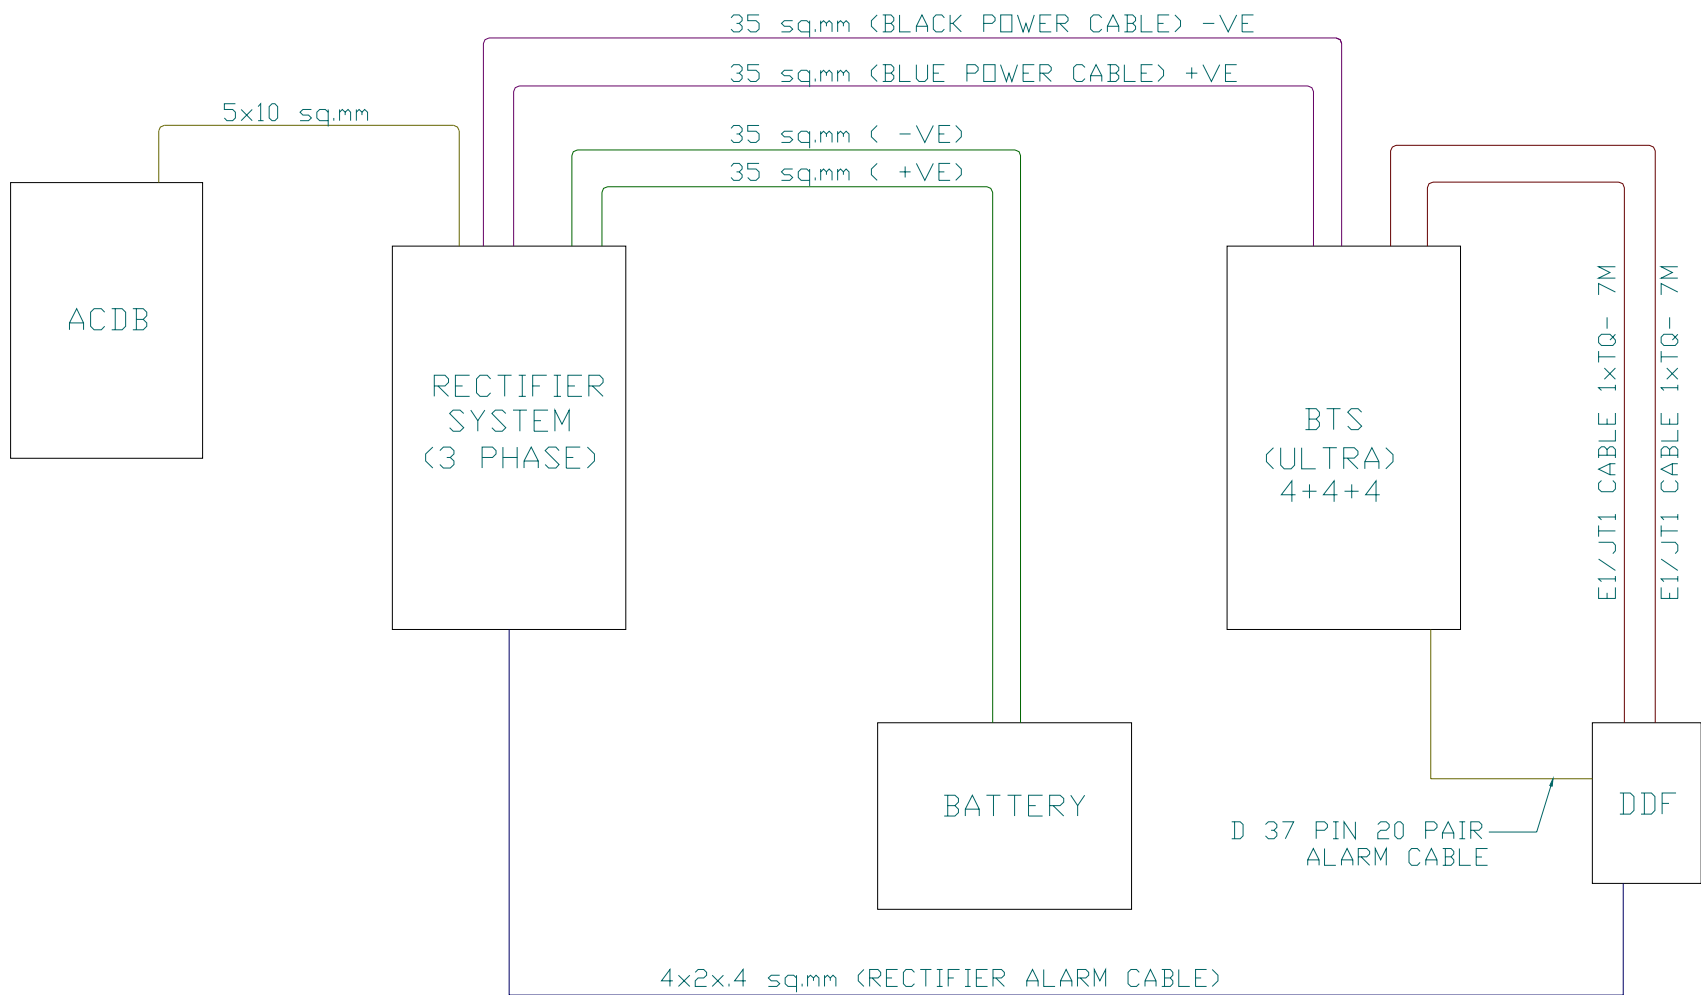 35 sq.mm (BLACK POWER CABLE) -VE
35 sq.mm (BLUE POWER CABLE) +VE
5x10 sq.mm
35 sq.mm ( -VE)
35 sq.mm ( +VE)
ACDB
RECTIFIER
SYSTEM
(3 PHASE)
BTS
(ULTRA)
4+4+4
E1/JT1 CABLE 1xTQ- 7M
E1/JT1 CABLE 1xTQ- 7M
BATTERY
DDF
D 37 PIN 20 PAIR
ALARM CABLE
4x2x.4 sq.mm (RECTIFIER ALARM CABLE)